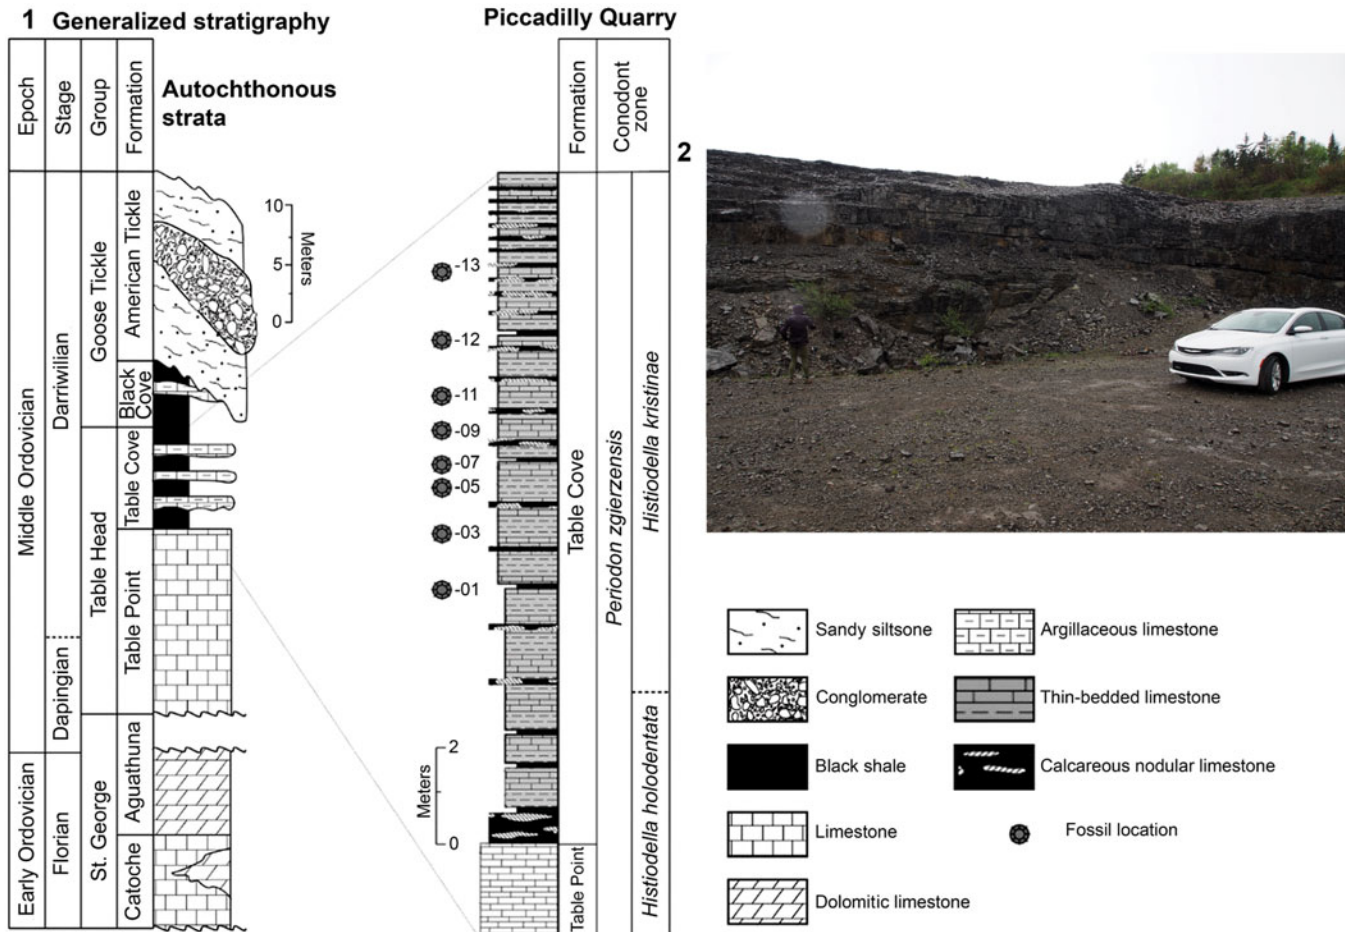 1 Generalized stratigraphy
Piccadilly Quarry
Epoch
Stage
Group
Formation
Autochthonous
strata
Formation
Conodont
zone
2
Middle Ordovician
Early Ordovician
Darriwilian
Dapingian
Florian
Goose Tickle
Table Head
St. George
American Tickle
Black
Cove
Table Cove
Table Point
Aguathuna
Catoche
10
5
0
Meters
-13
-12
-11
-09
-07
-05
-03
-01
2
0
Meters
Table Cove
Table Point
Periodon zgierzensis
Histiodella kristinae
Histiodella holodentata
Sandy siltsone
Argillaceous limestone
Conglomerate
Thin-bedded limestone
Black shale
Calcareous nodular limestone
Limestone
Fossil location
Dolomitic limestone